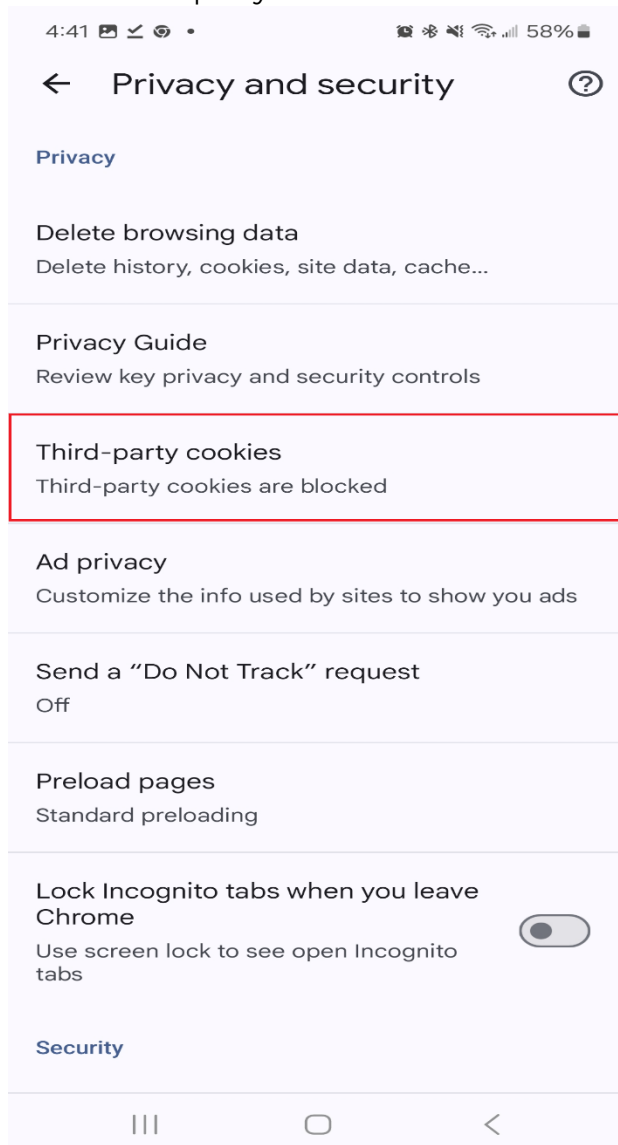 4:41
58%
Privacy and security
Privacy
Delete browsing data
Delete history, cookies, site data, cache...
Privacy Guide
Review key privacy and security controls
Third-party cookies
Third-party cookies are blocked
Ad privacy
Customize the info used by sites to show you ads
Send a “Do Not Track” request
Off
Preload pages
Standard preloading
Lock Incognito tabs when you leave
Chrome
Use screen lock to see open Incognito
tabs
Security